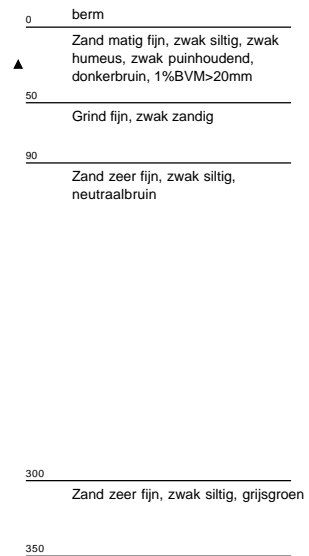 0 berm
Zand matig fijn, zwak siltig, zwak
humeus, zwak puinhoudend,
donkerbruin, 1%BVM>20mm
50
Grind fijn, zwak zandig
90
Zand zeer fijn, zwak siltig,
neutraalbruin
300
Zand zeer fijn, zwak siltig, grijsgroen
350